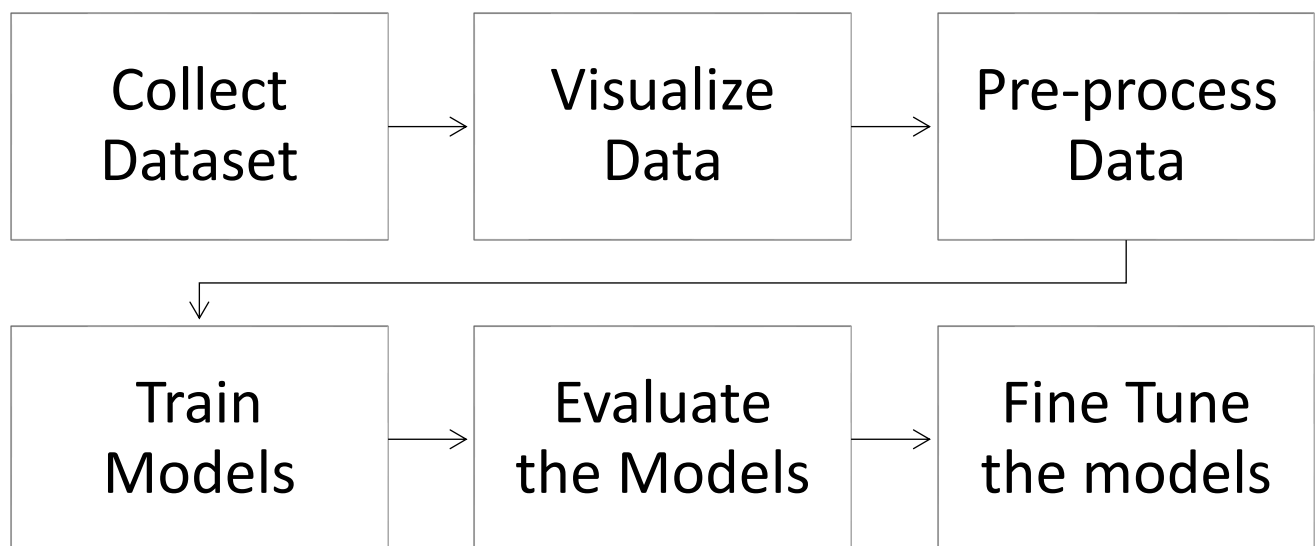 Collect
Dataset
Visualize
Data
Pre-process
Data
Train
Models
Evaluate
the Models
Fine Tune
the models